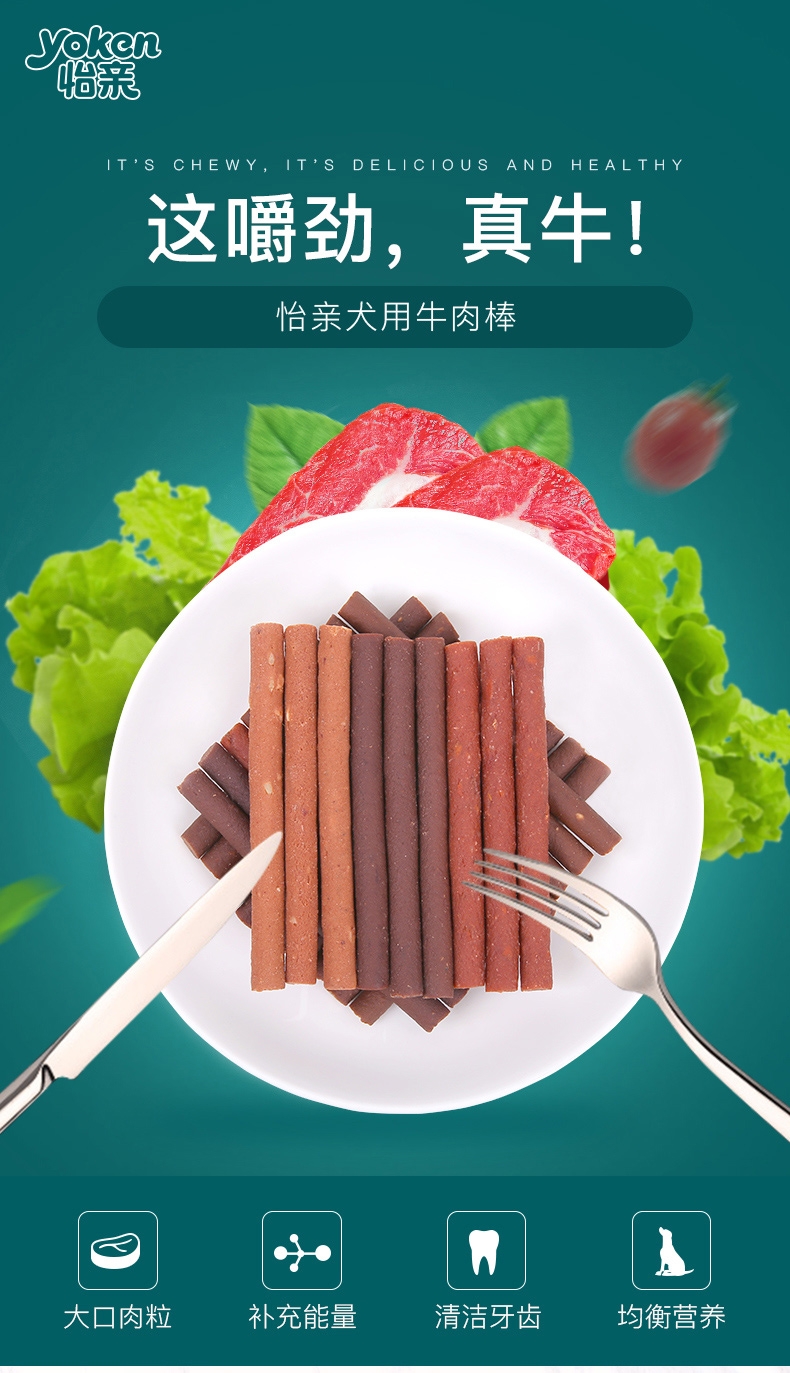 yoken
怡亲
IT'S CHEWY, IT'S DELICIOUS AND HEALTHY
这嚼劲，真牛！
怡亲犬用牛肉棒
大口肉粒
补充能量
清洁牙齿
均衡营养